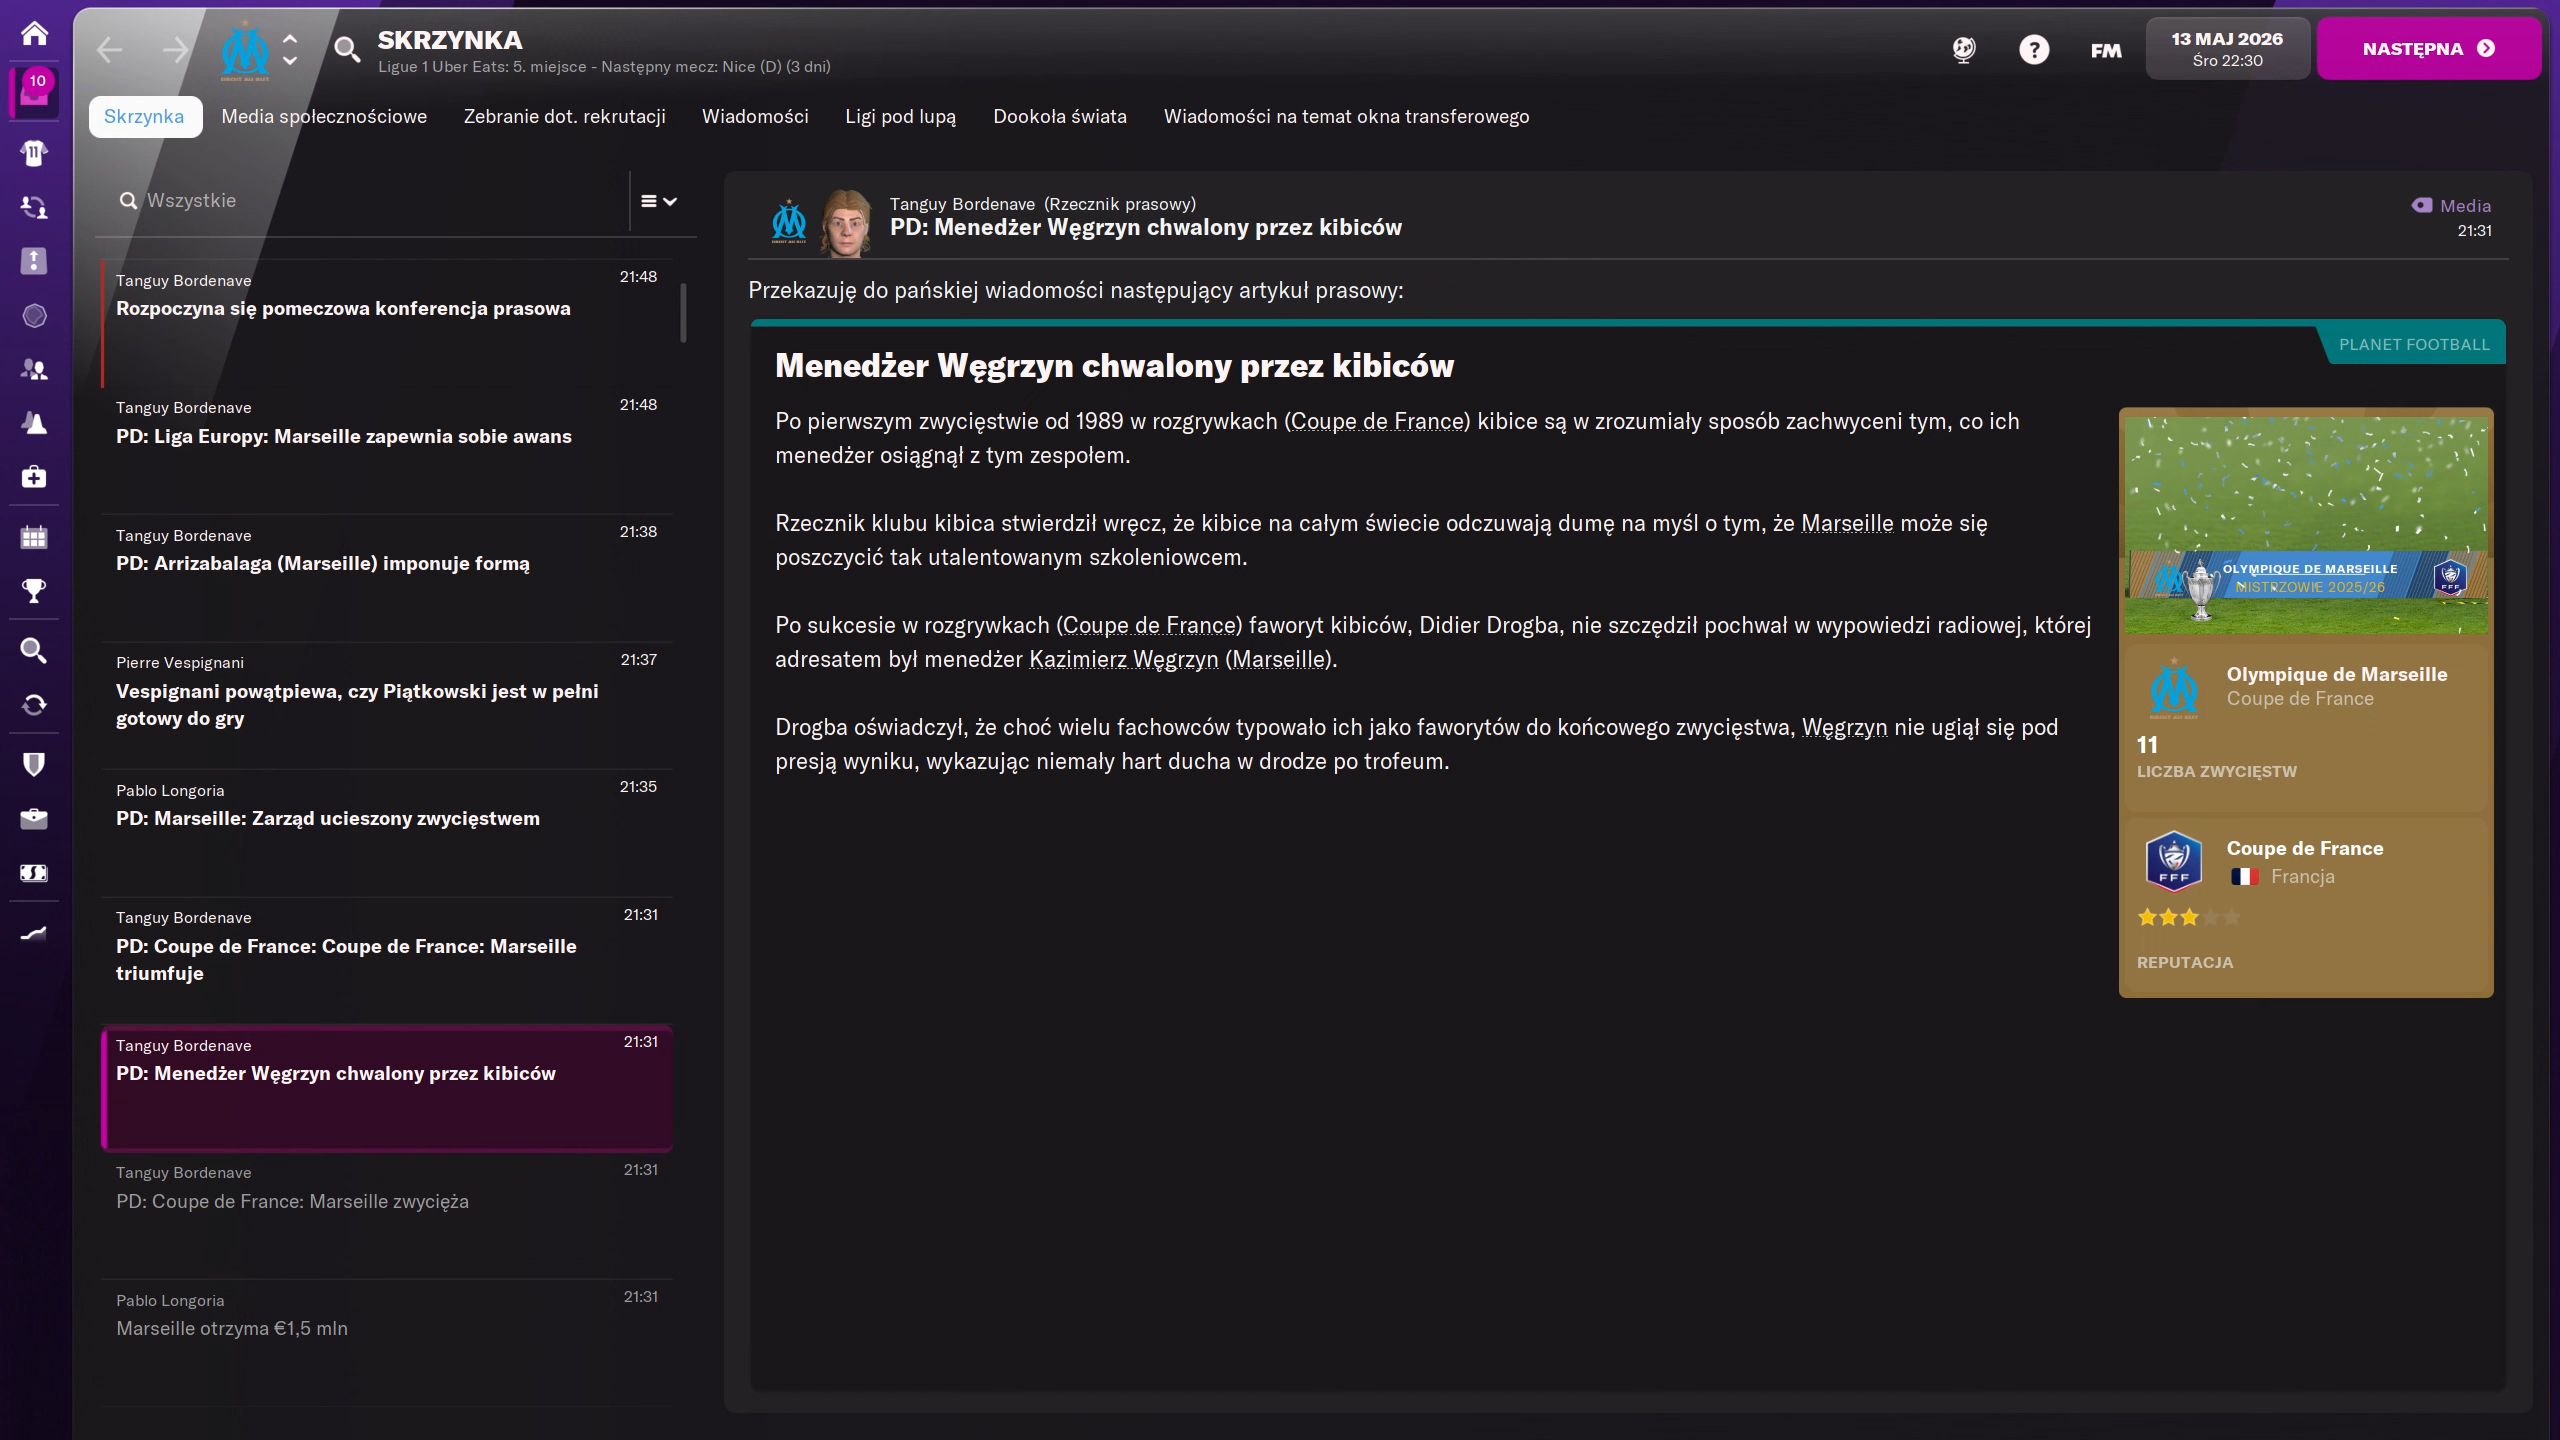 SKRZYNKA
Ligue 1 Uber Eats: 5. miejsce - Następny mecz: Nice (D) (3 dni)
FM
13 MAJ 2026
Śro 22:30
NASTĘPNA
10
11
Skrzynka
Media społecznościowe
Zebranie dot. rekrutacji
Wiadomości
Ligi pod lupą
Dookoła świata
Wiadomości na temat okna transferowego
Wszystkie
Tanguy Bordenave
21:48
Rozpoczyna się pomeczowa konferencja prasowa
Tanguy Bordenave
21:48
PD: Liga Europy: Marseille zapewnia sobie awans
Tanguy Bordenave
21:38
PD: Arrizabalaga (Marseille) imponuje formą
Pierre Vespignani
21:37
Vespignani powątpiewa, czy Piątkowski jest w pełni
gotowy do gry
Pablo Longoria
21:35
PD: Marseille: Zarząd ucieszony zwycięstwem
Tanguy Bordenave
21:31
PD: Coupe de France: Coupe de France: Marseille
triumfuje
Tanguy Bordenave
21:31
PD: Menedżer Węgrzyn chwalony przez kibiców
Tanguy Bordenave
21:31
PD: Coupe de France: Marseille zwycięża
Pablo Longoria
21:31
Marseille otrzyma €1,5 mln
Tanguy Bordenave (Rzecznik prasowy)
PD: Menedżer Węgrzyn chwalony przez kibiców
Media
21:31
Przekazuję do pańskiej wiadomości następujący artykuł prasowy:
PLANET FOOTBALL
Menedżer Węgrzyn chwalony przez kibiców
Po pierwszym zwycięstwie od 1989 w rozgrywkach (Coupe de France) kibice są w zrozumiały sposób zachwyceni tym, co ich
menedżer osiągnął z tym zespołem.
Rzecznik klubu kibica stwierdził wręcz, że kibice na całym świecie odczuwają dumę na myśl o tym, że Marseille może się
poszczycić tak utalentowanym szkoleniowcem.
Po sukcesie w rozgrywkach (Coupe de France) faworyt kibiców, Didier Drogba, nie szczędził pochwał w wypowiedzi radiowej, której
adresatem był menedżer Kazimierz Węgrzyn (Marseille).
Drogba oświadczył, że choć wielu fachowców typowało ich jako faworytów do końcowego zwycięstwa, Węgrzyn nie ugiął się pod
presją wyniku, wykazując niemały hart ducha w drodze po trofeum.
OLYMPIQUE DE MARSEILLE
MISTRZOWIE 2025/26
FFF
Olympique de Marseille
Coupe de France
11
LICZBA ZWYCIĘSTW
FFF
Coupe de France
Francja
REPUTACJA